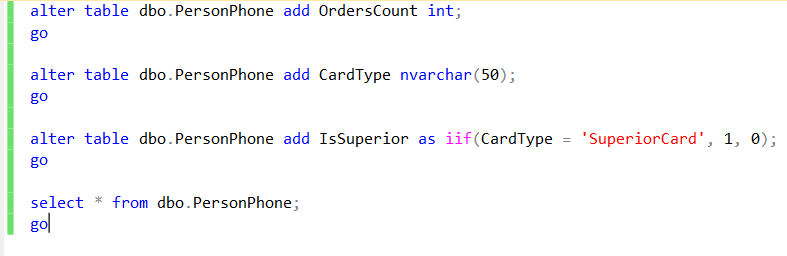 alter table dbo.PersonPhone add OrdersCount int;
go
alter table dbo.PersonPhone add CardType nvarchar(50);
go
alter table dbo.PersonPhone add IsSuperior as iif(CardType = 'SuperiorCard', 1, 0);
go
select * from dbo.PersonPhone;
go